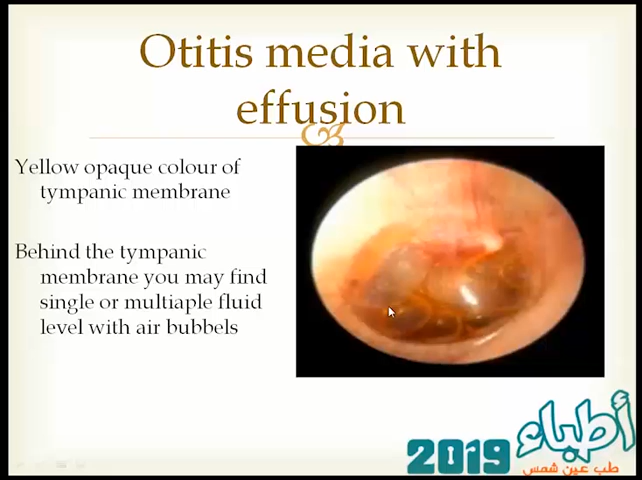 Otitis media with
effusion
Yellow opaque colour of
tympanic membrane
Behind the tympanic
membrane you may find
single or multiaple fluid
level with air bubbels
أطباء
2019
طب عين شمس